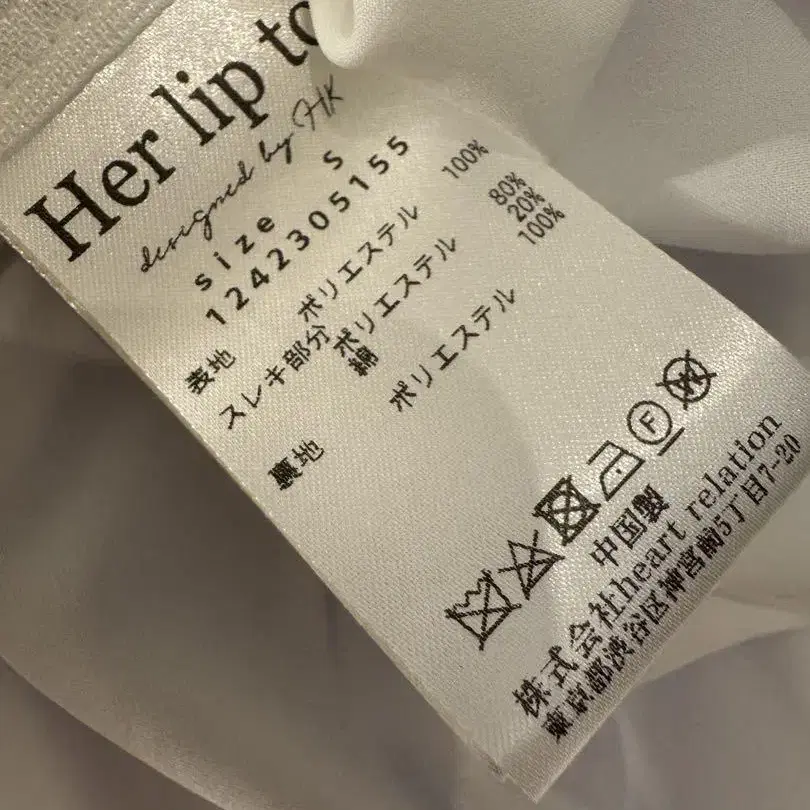 Her lip to
designed by HK
size S
1242305155
表地 ポリエステル 100%
スレキ部分 ポリエステル 80%
綿 20%
裏地 ポリエステル 100%
F
W
中国製
株式会社heart relation
東京都渋谷区神宮前5丁目7-20